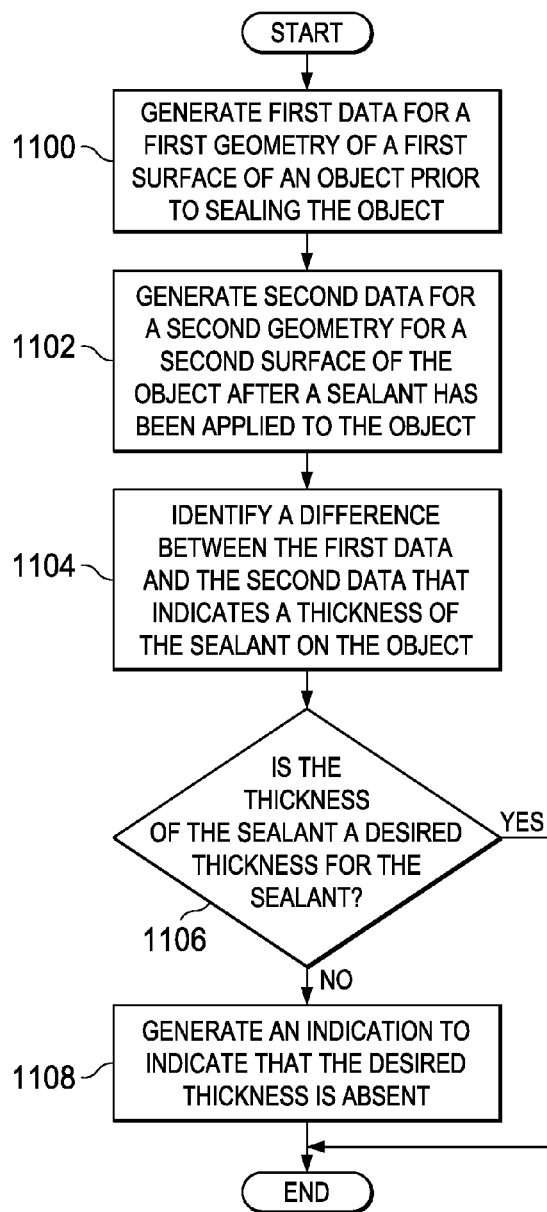 START
1100
GENERATE FIRST DATA FOR A
FIRST GEOMETRY OF A FIRST
SURFACE OF AN OBJECT PRIOR
TO SEALING THE OBJECT
1102
GENERATE SECOND DATA FOR
A SECOND GEOMETRY FOR A
SECOND SURFACE OF THE
OBJECT AFTER A SEALANT HAS
BEEN APPLIED TO THE OBJECT
1104
IDENTIFY A DIFFERENCE
BETWEEN THE FIRST DATA
AND THE SECOND DATA THAT
INDICATES A THICKNESS OF
THE SEALANT ON THE OBJECT
IS THE
THICKNESS
OF THE SEALANT A DESIRED
THICKNESS FOR THE
SEALANT?
YES
1106
NO
1108
GENERATE AN INDICATION TO
INDICATE THAT THE DESIRED
THICKNESS IS ABSENT
END